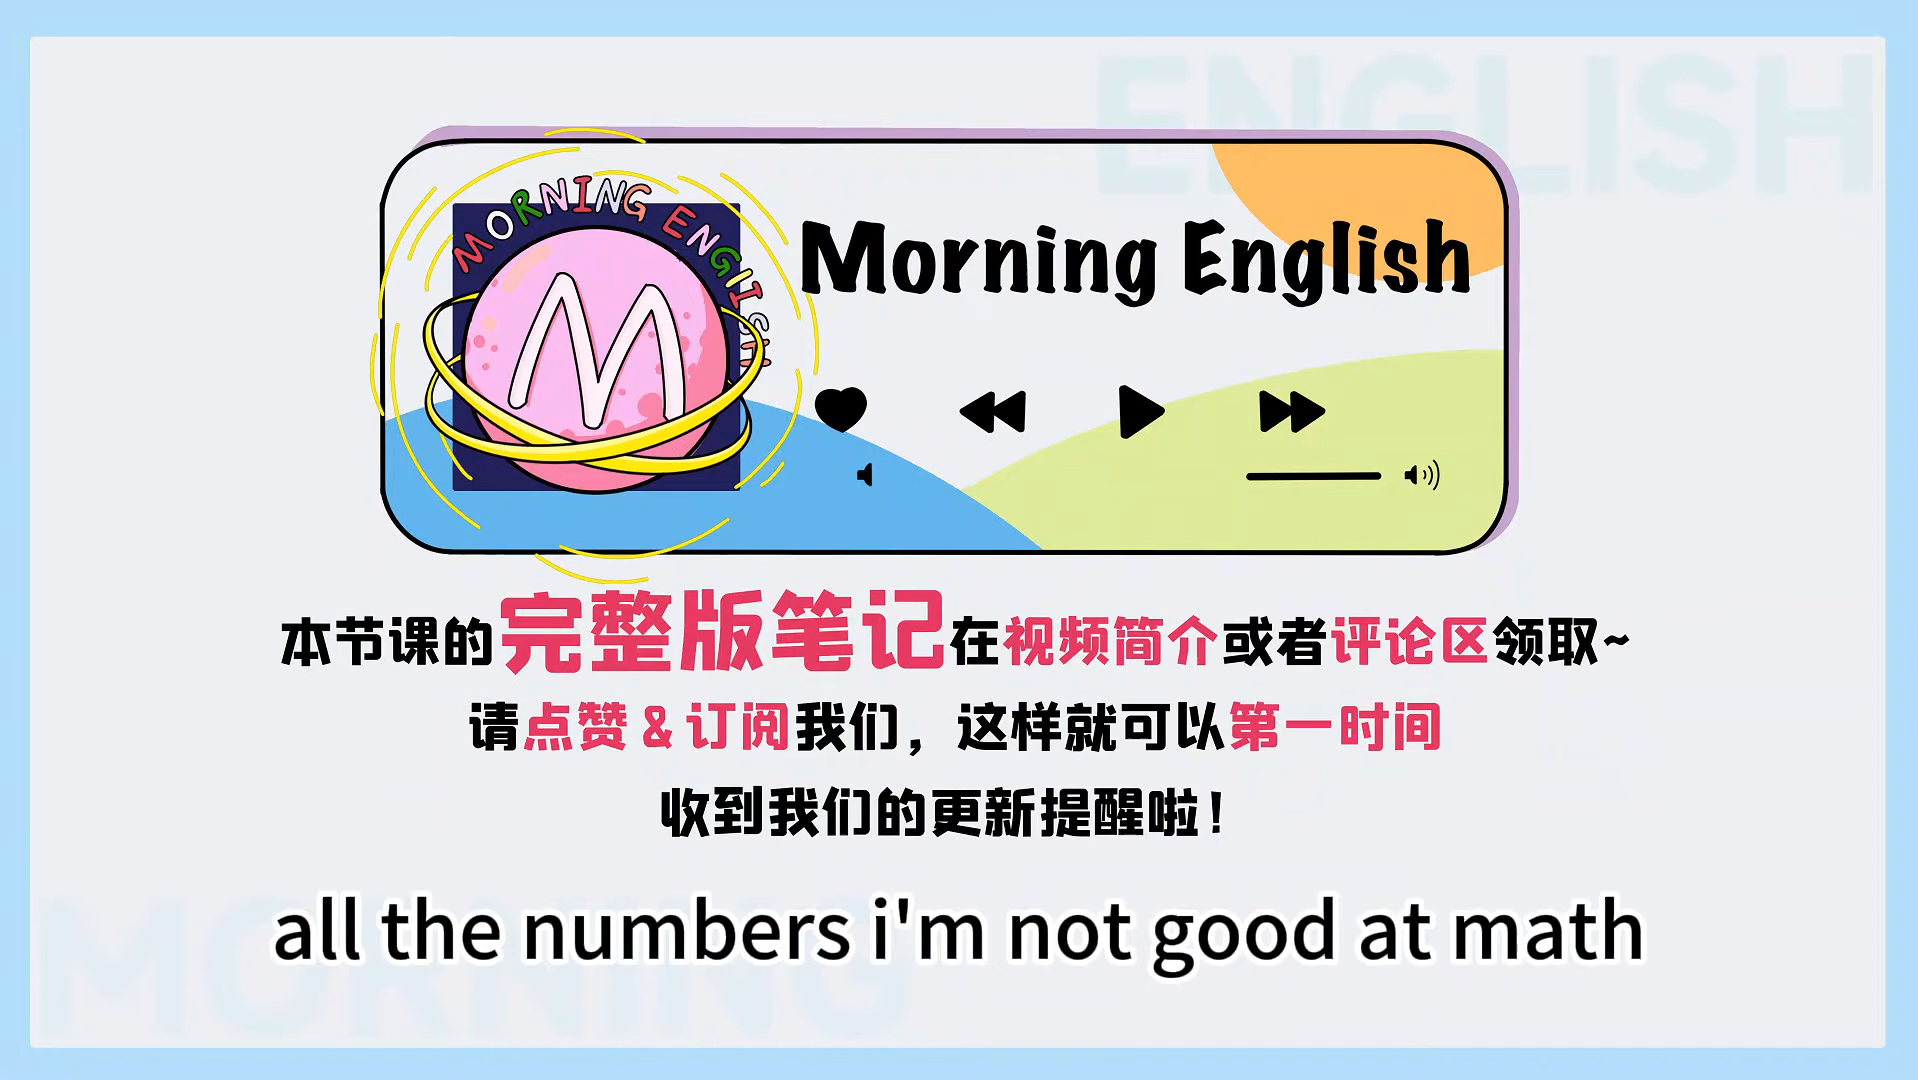 ENGLISH
MORNING ENGLISH
M
Morning English
本节课的完整版笔记在视频简介或者评论区领取~
请点赞&订阅我们，这样就可以第一时间
收到我们的更新提醒啦！
all the numbers i'm not good at math
MORNING